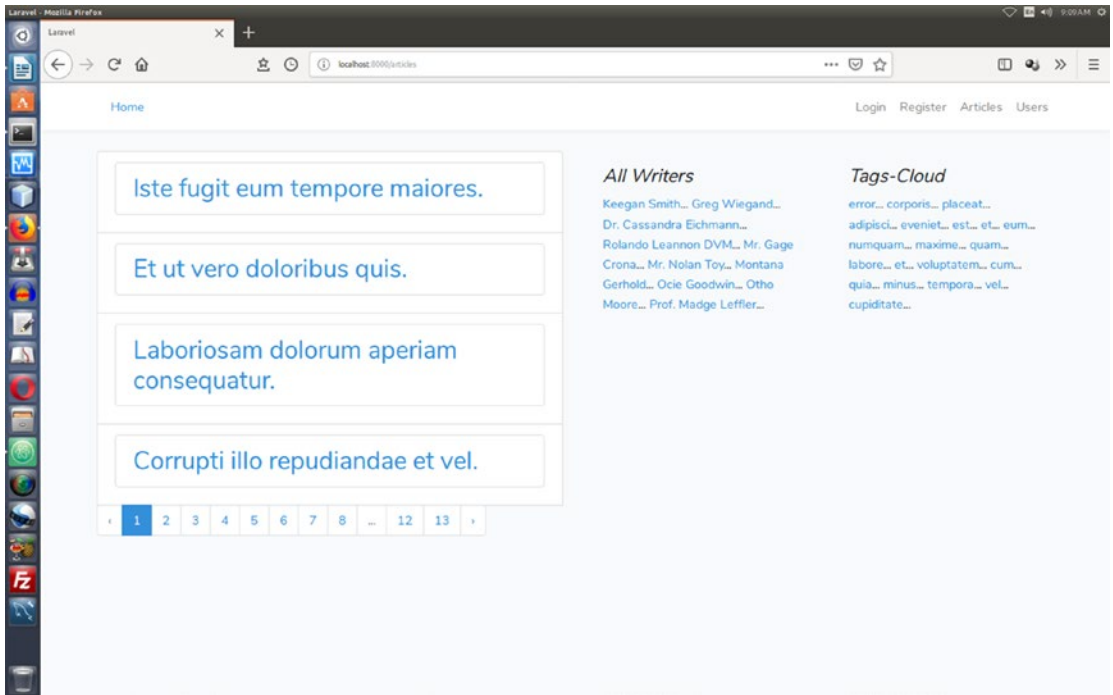 Laravel - Mozilla Firefox
En 9:09AM
Laravel
localhost:8000/articles
Home Login Register Articles Users
Iste fugit eum tempore maiores.
Et ut vero doloribus quis.
Laboriosam dolorum aperiam
consequatur.
Corrupti illo repudiandae et vel.
‹ 1 2 3 4 5 6 7 8 ... 12 13 ›
All Writers
Keegan Smith... Greg Wiegand...
Dr. Cassandra Eichmann...
Rolando Leannon DVM... Mr. Gage
Crona... Mr. Nolan Toy... Montana
Gerhold... Ocie Goodwin... Otho
Moore... Prof. Madge Leffler...
Tags-Cloud
error... corporis... placeat...
adipisci... eveniet... est... et... eum...
numquam... maxime... quam...
labore... et... voluptatem... cum...
quia... minus... tempora... vel...
cupiditate...
Fz